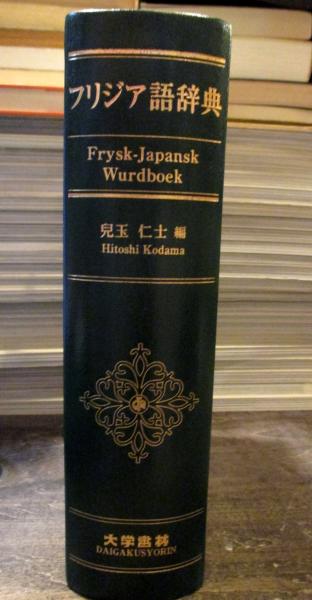 フリジア語辞典
Frysk-Japansk
Wurdboek
兒玉 仁士 編
Hitoshi Kodama
大学書林
DAIGAKUSYORIN